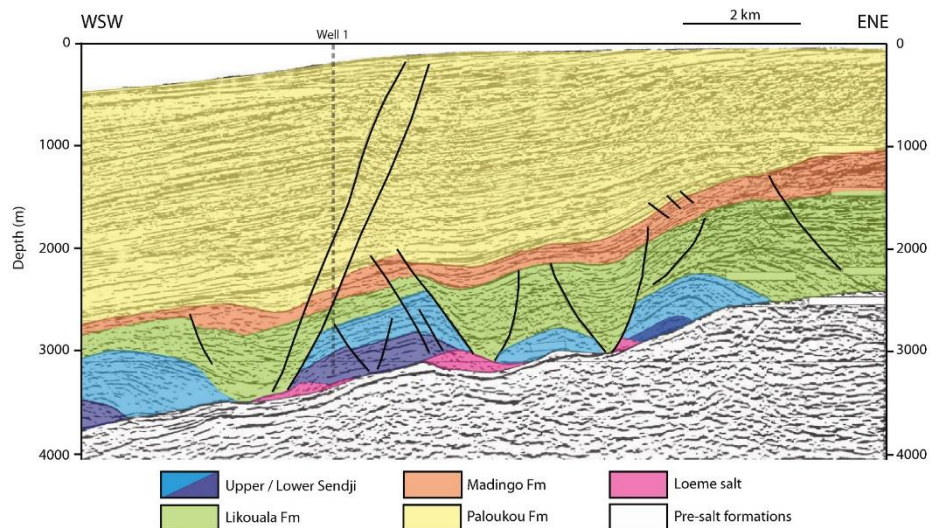 WSW
2 km
ENE
Well 1
0
0
1000
1000
2000
2000
3000
3000
4000
4000
Depth (m)
Upper / Lower Sendji
Madingo Fm
Loeme salt
Likouala Fm
Paloukou Fm
Pre-salt formations